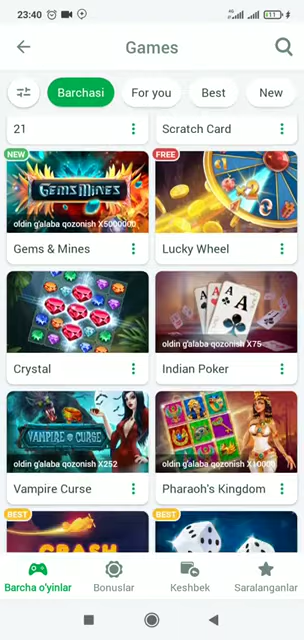 23:40
4G
11
Games
Barchasi
For you
Best
New
21
Scratch Card
NEW
GEMS MINES
oldin g'alaba qozonish X5000000
Gems & Mines
FREE
Lucky Wheel
Crystal
A A A A
oldin g'alaba qozonish X75
Indian Poker
VAMPIRE CURSE
oldin g'alaba qozonish X252
Vampire Curse
oldin g'alaba qozonish X10000
Pharaoh's Kingdom
BEST
CRASH
BEST
Barcha o'yinlar
Bonuslar
Keshbek
Saralanganlar